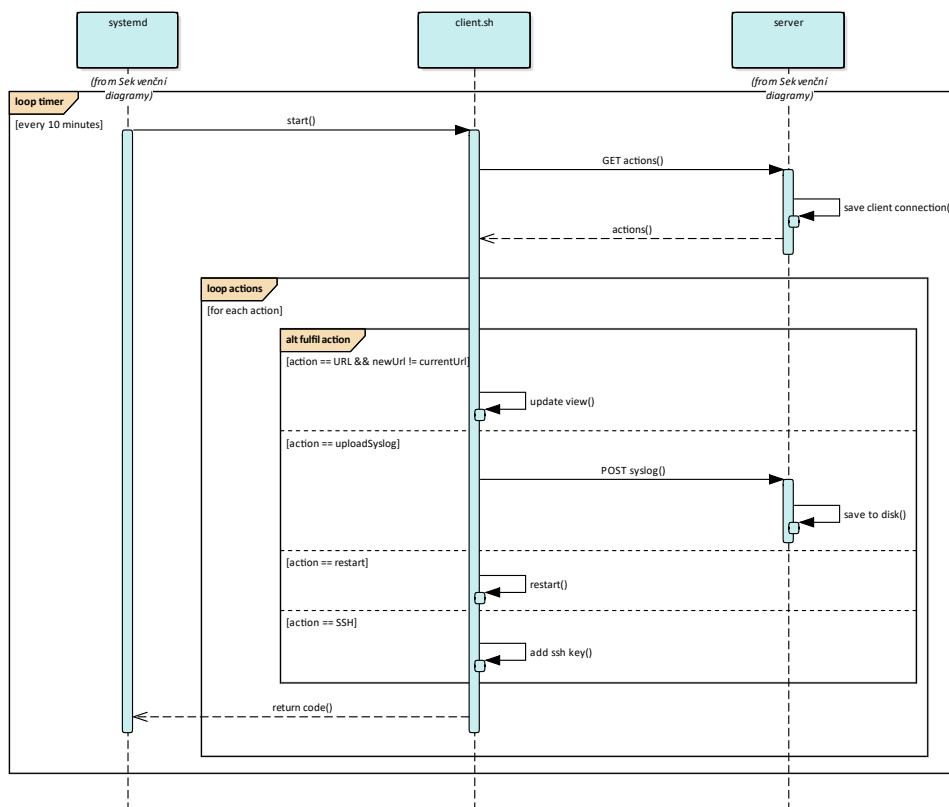 systemd
client.sh
server
(from Sekvenční
diagramy)
(from Sekvenční
diagramy)
loop timer
[every 10 minutes]
start()
GET actions()
save client connection(
actions()
loop actions
[for each action]
alt fulfil action
[action == URL && newUrl != currentUrl]
update view()
[action == uploadSyslog]
POST syslog()
save to disk()
[action == restart]
restart()
[action == SSH]
add ssh key()
return code()